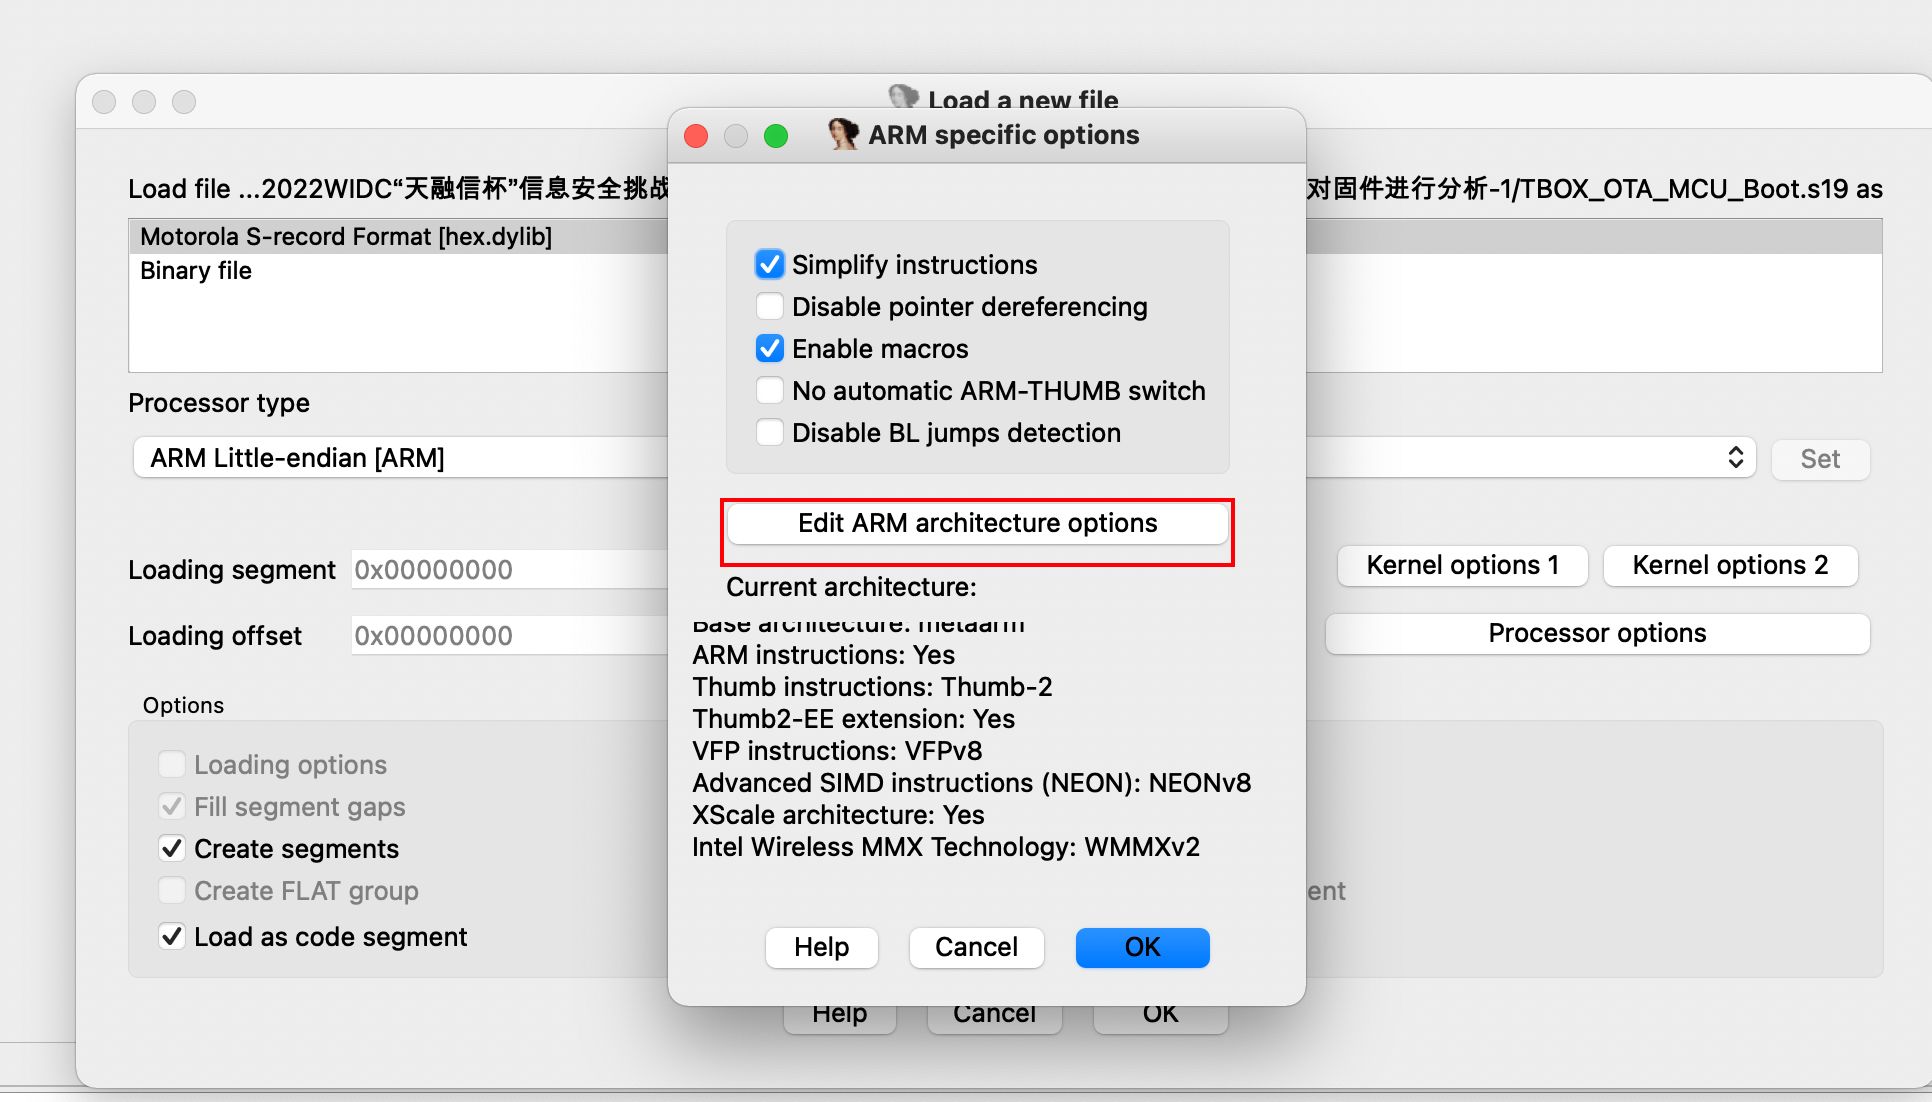 Load a new file
ARM specific options
Load file ...2022WIDC“天融信杯”信息安全挑战
对固件进行分析-1/TBOX_OTA_MCU_Boot.s19 as
Motorola S-record Format [hex.dylib]
Binary file
Simplify instructions
Disable pointer dereferencing
Enable macros
No automatic ARM-THUMB switch
Disable BL jumps detection
Processor type
ARM Little-endian [ARM]
Set
Edit ARM architecture options
Loading segment 0x00000000
Kernel options 1
Kernel options 2
Loading offset 0x00000000
Processor options
Current architecture:
Base architecture: metaarm
ARM instructions: Yes
Thumb instructions: Thumb-2
Thumb2-EE extension: Yes
VFP instructions: VFPv8
Advanced SIMD instructions (NEON): NEONv8
XScale architecture: Yes
Intel Wireless MMX Technology: WMMXv2
Options
Loading options
Fill segment gaps
Create segments
Create FLAT group
ent
Load as code segment
Help
Cancel
OK
Help
Cancel
OK